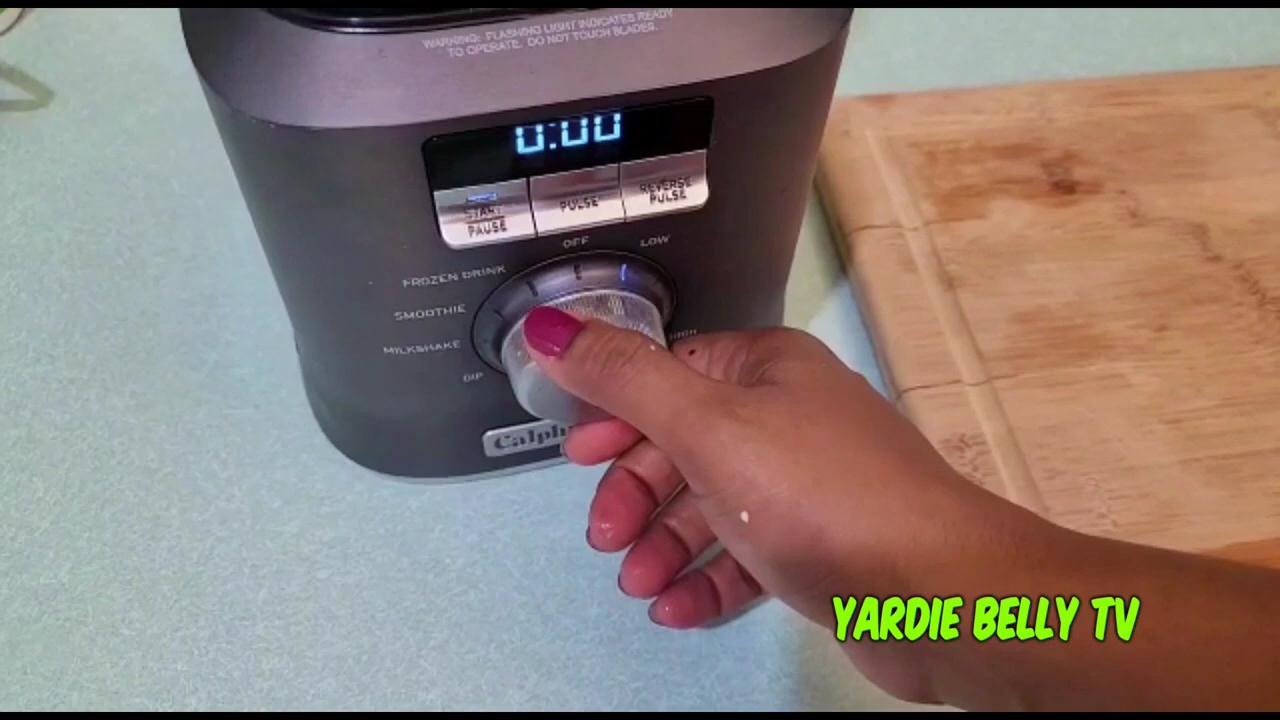 WARNING: FLASHING LIGHT INDICATES READY
TO OPERATE. DO NOT TOUCH BLADES.
0:00
START
PAUSE
PULSE
REVERSE
PULSE
OFF
LOW
FROZEN DRINK
SMOOTHIE
MILKSHAKE
DIP
YARDIE BELLY TV